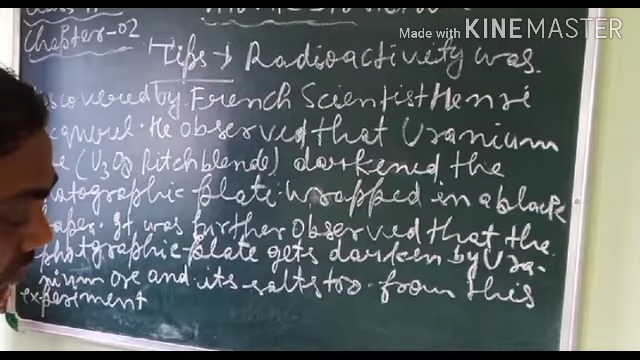 Made with KINEMASTER
Chapter-02
Tips → Radioactivity was
discovered by French Scientist Henri
He observed that Uranium
(U3O8 Pitchblende) darkened the
photographic plate wrapped in a black
paper. It was further observed that the
photographic plate gets darken by Ura-
nium ore and its salts too. from this
experiment